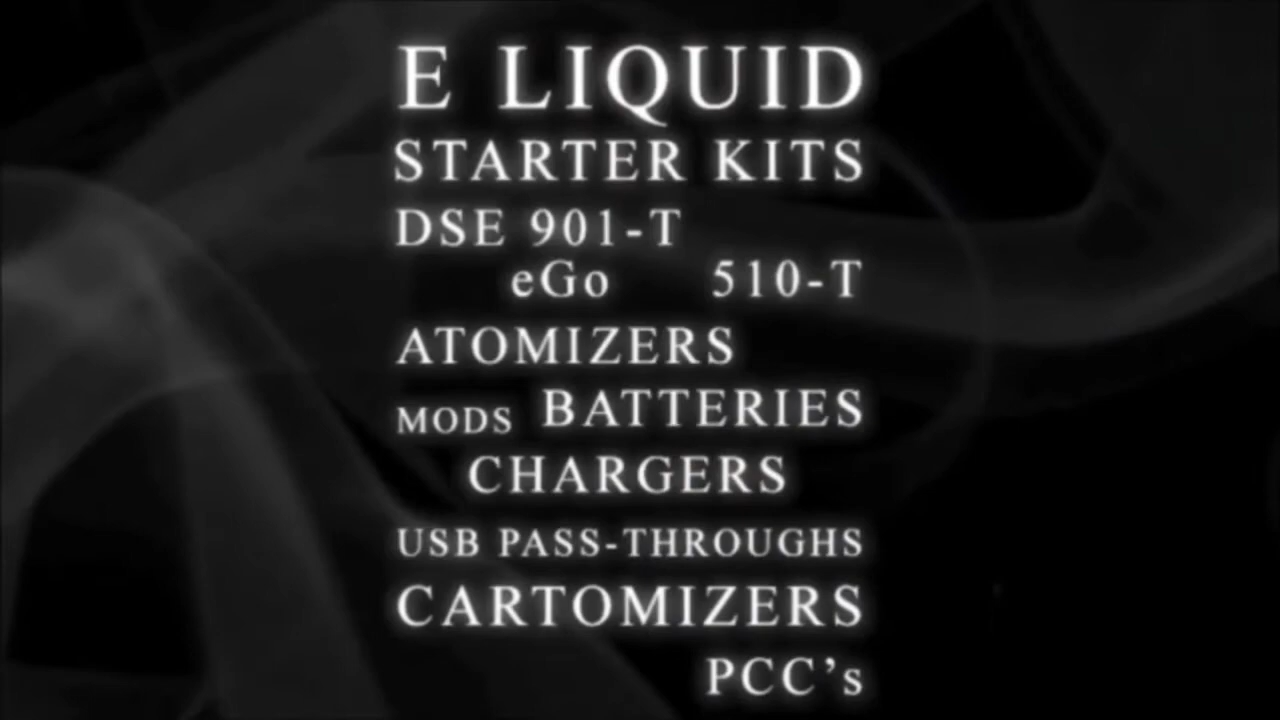 E LIQUID
STARTER KITS
DSE 901-T
eGo 510-T
ATOMIZERS
MODS BATTERIES
CHARGERS
USB PASS-THROUGHS
CARTOMIZERS
PCC's